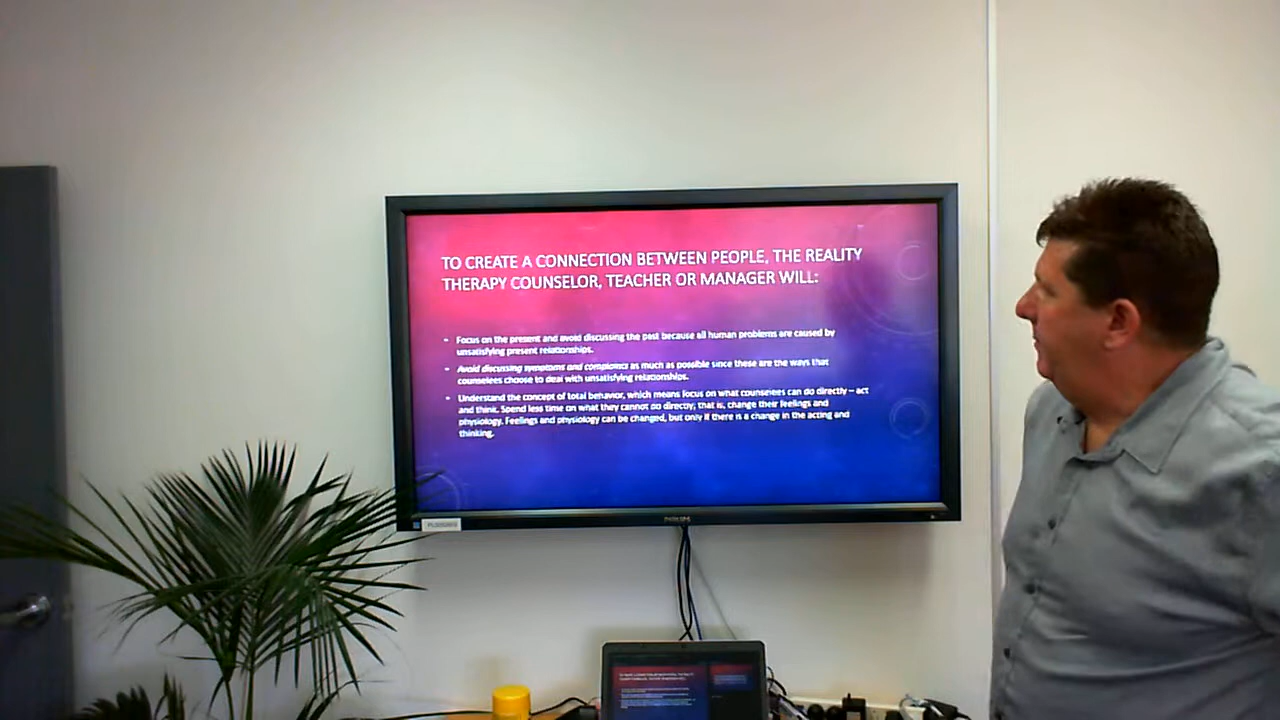 TO CREATE A CONNECTION BETWEEN PEOPLE, THE REALITY
THERAPY COUNSELOR, TEACHER OR MANAGER WILL:
• Focus on the present and avoid discussing the past because all human problems are caused by
unsatisfying present relationships.
• Avoid discussing symptoms and complaints as much as possible since these are the ways that
counselees choose to deal with unsatisfying relationships.
• Understand the concept of total behavior, which means Focus on what counselees can do directly – act
and think. Spend less time on what they cannot do directly; that is, change their feelings and
physiology. Feelings and physiology can be changed, but only if there is a change in the acting and
thinking.